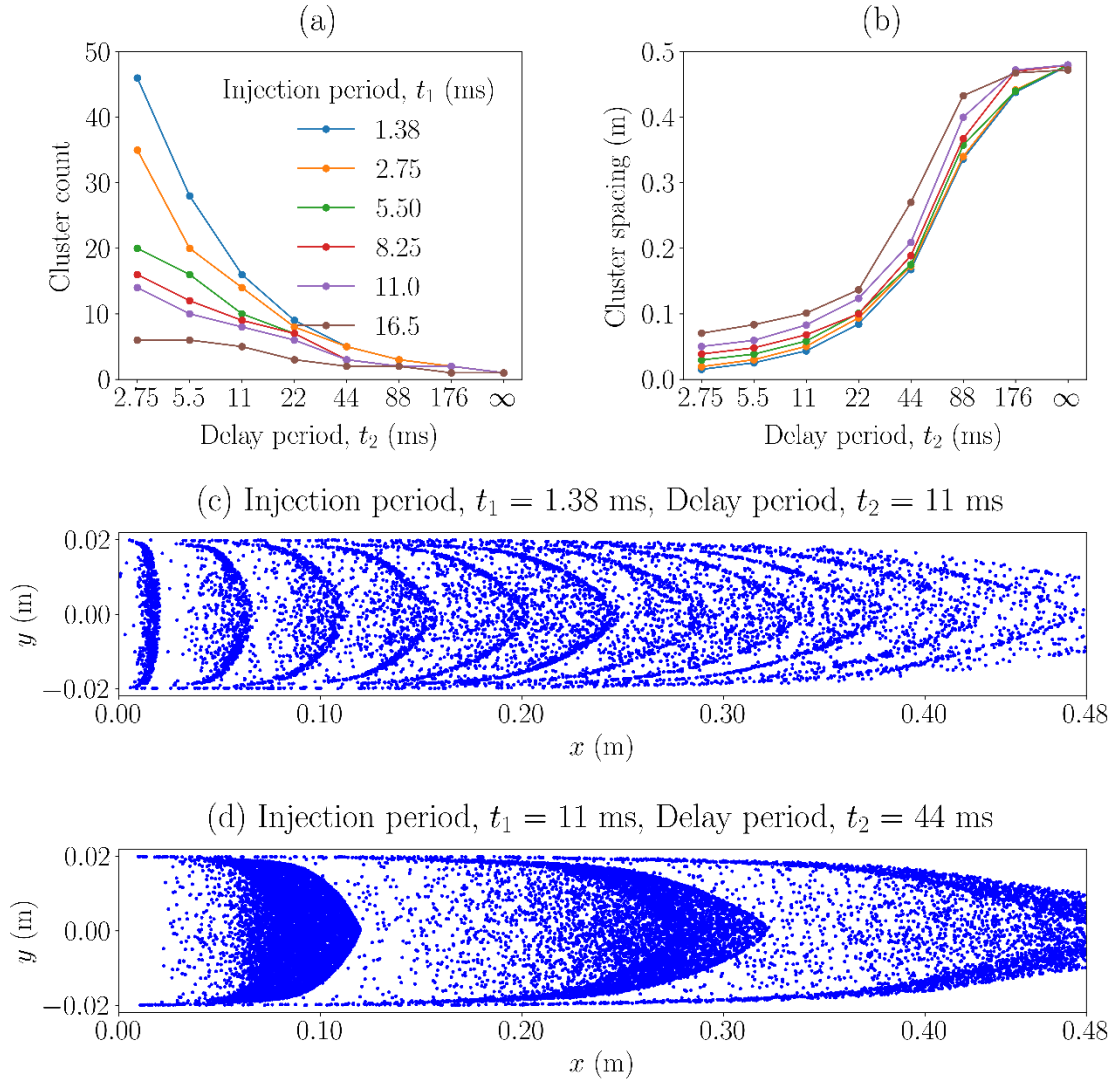 (a)
50
40
30
20
10
0
Cluster count
Injection period, t₁ (ms)
1.38
2.75
5.50
8.25
11.0
16.5
2.75 5.5 11 22 44 88 176 ∞
Delay period, t₂ (ms)
(b)
0.5
0.4
0.3
0.2
0.1
0.0
Cluster spacing (m)
2.75 5.5 11 22 44 88 176 ∞
Delay period, t₂ (ms)
(c) Injection period, t₁ = 1.38 ms, Delay period, t₂ = 11 ms
0.02
0.00
−0.02
y (m)
0.00 0.10 0.20 0.30 0.40 0.48
x (m)
(d) Injection period, t₁ = 11 ms, Delay period, t₂ = 44 ms
0.02
0.00
−0.02
y (m)
0.00 0.10 0.20 0.30 0.40 0.48
x (m)